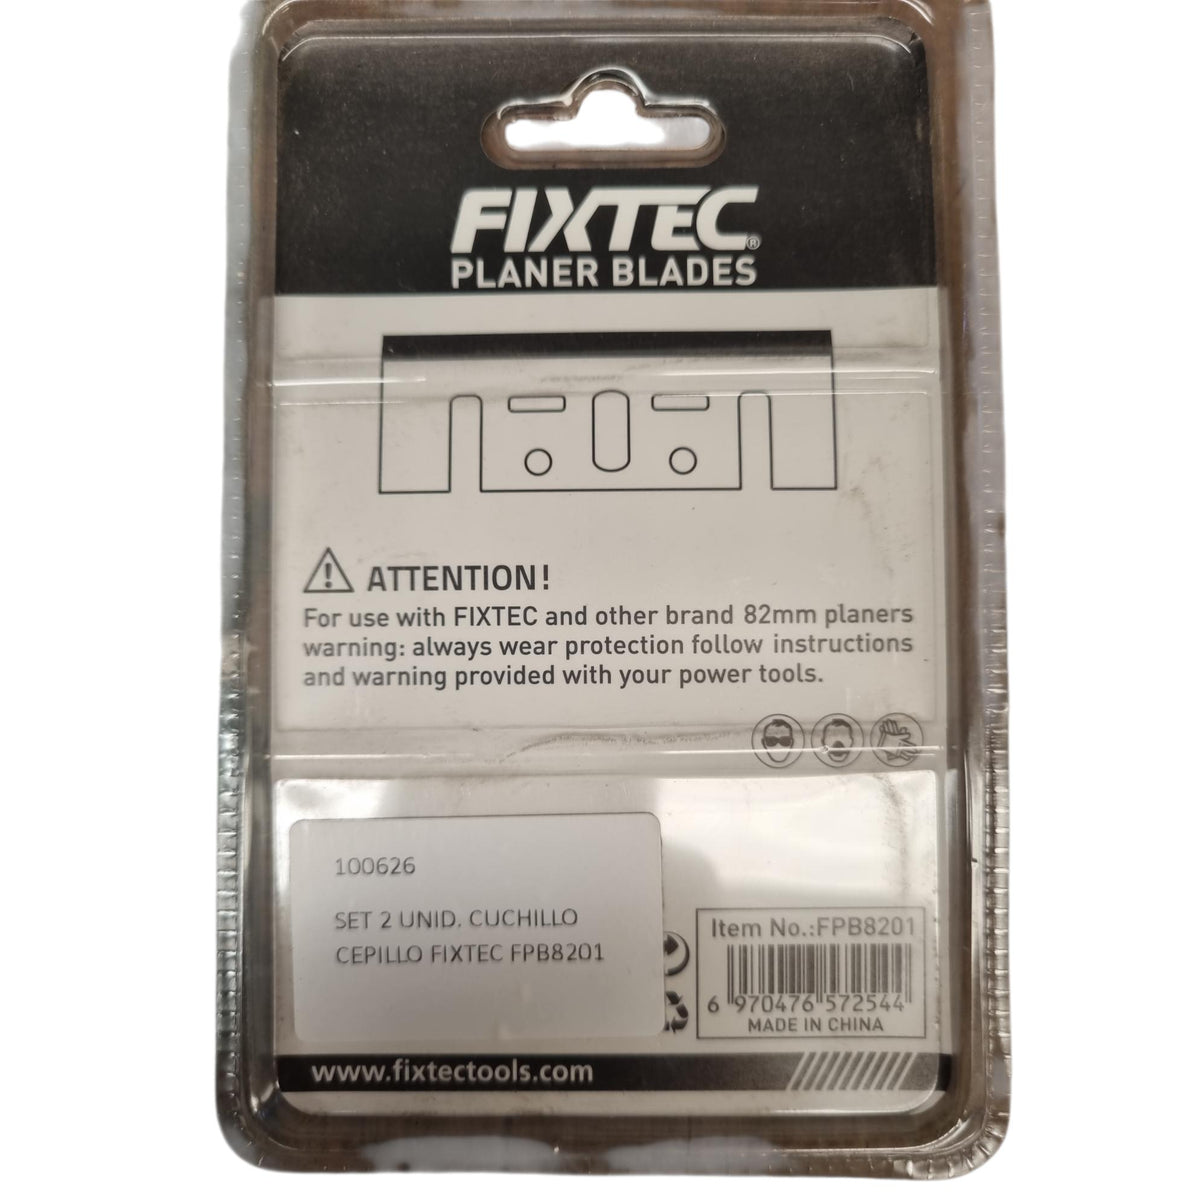 FIXTEC®
PLANER BLADES
ATTENTION!
For use with FIXTEC and other brand 82mm planers
warning: always wear protection follow instructions
and warning provided with your power tools.
100626
SET 2 UNID. CUCHILLO
CEPILLO FIXTEC FPB8201
Item No.:FPB8201
6 970476 572544
MADE IN CHINA
www.fixtectools.com